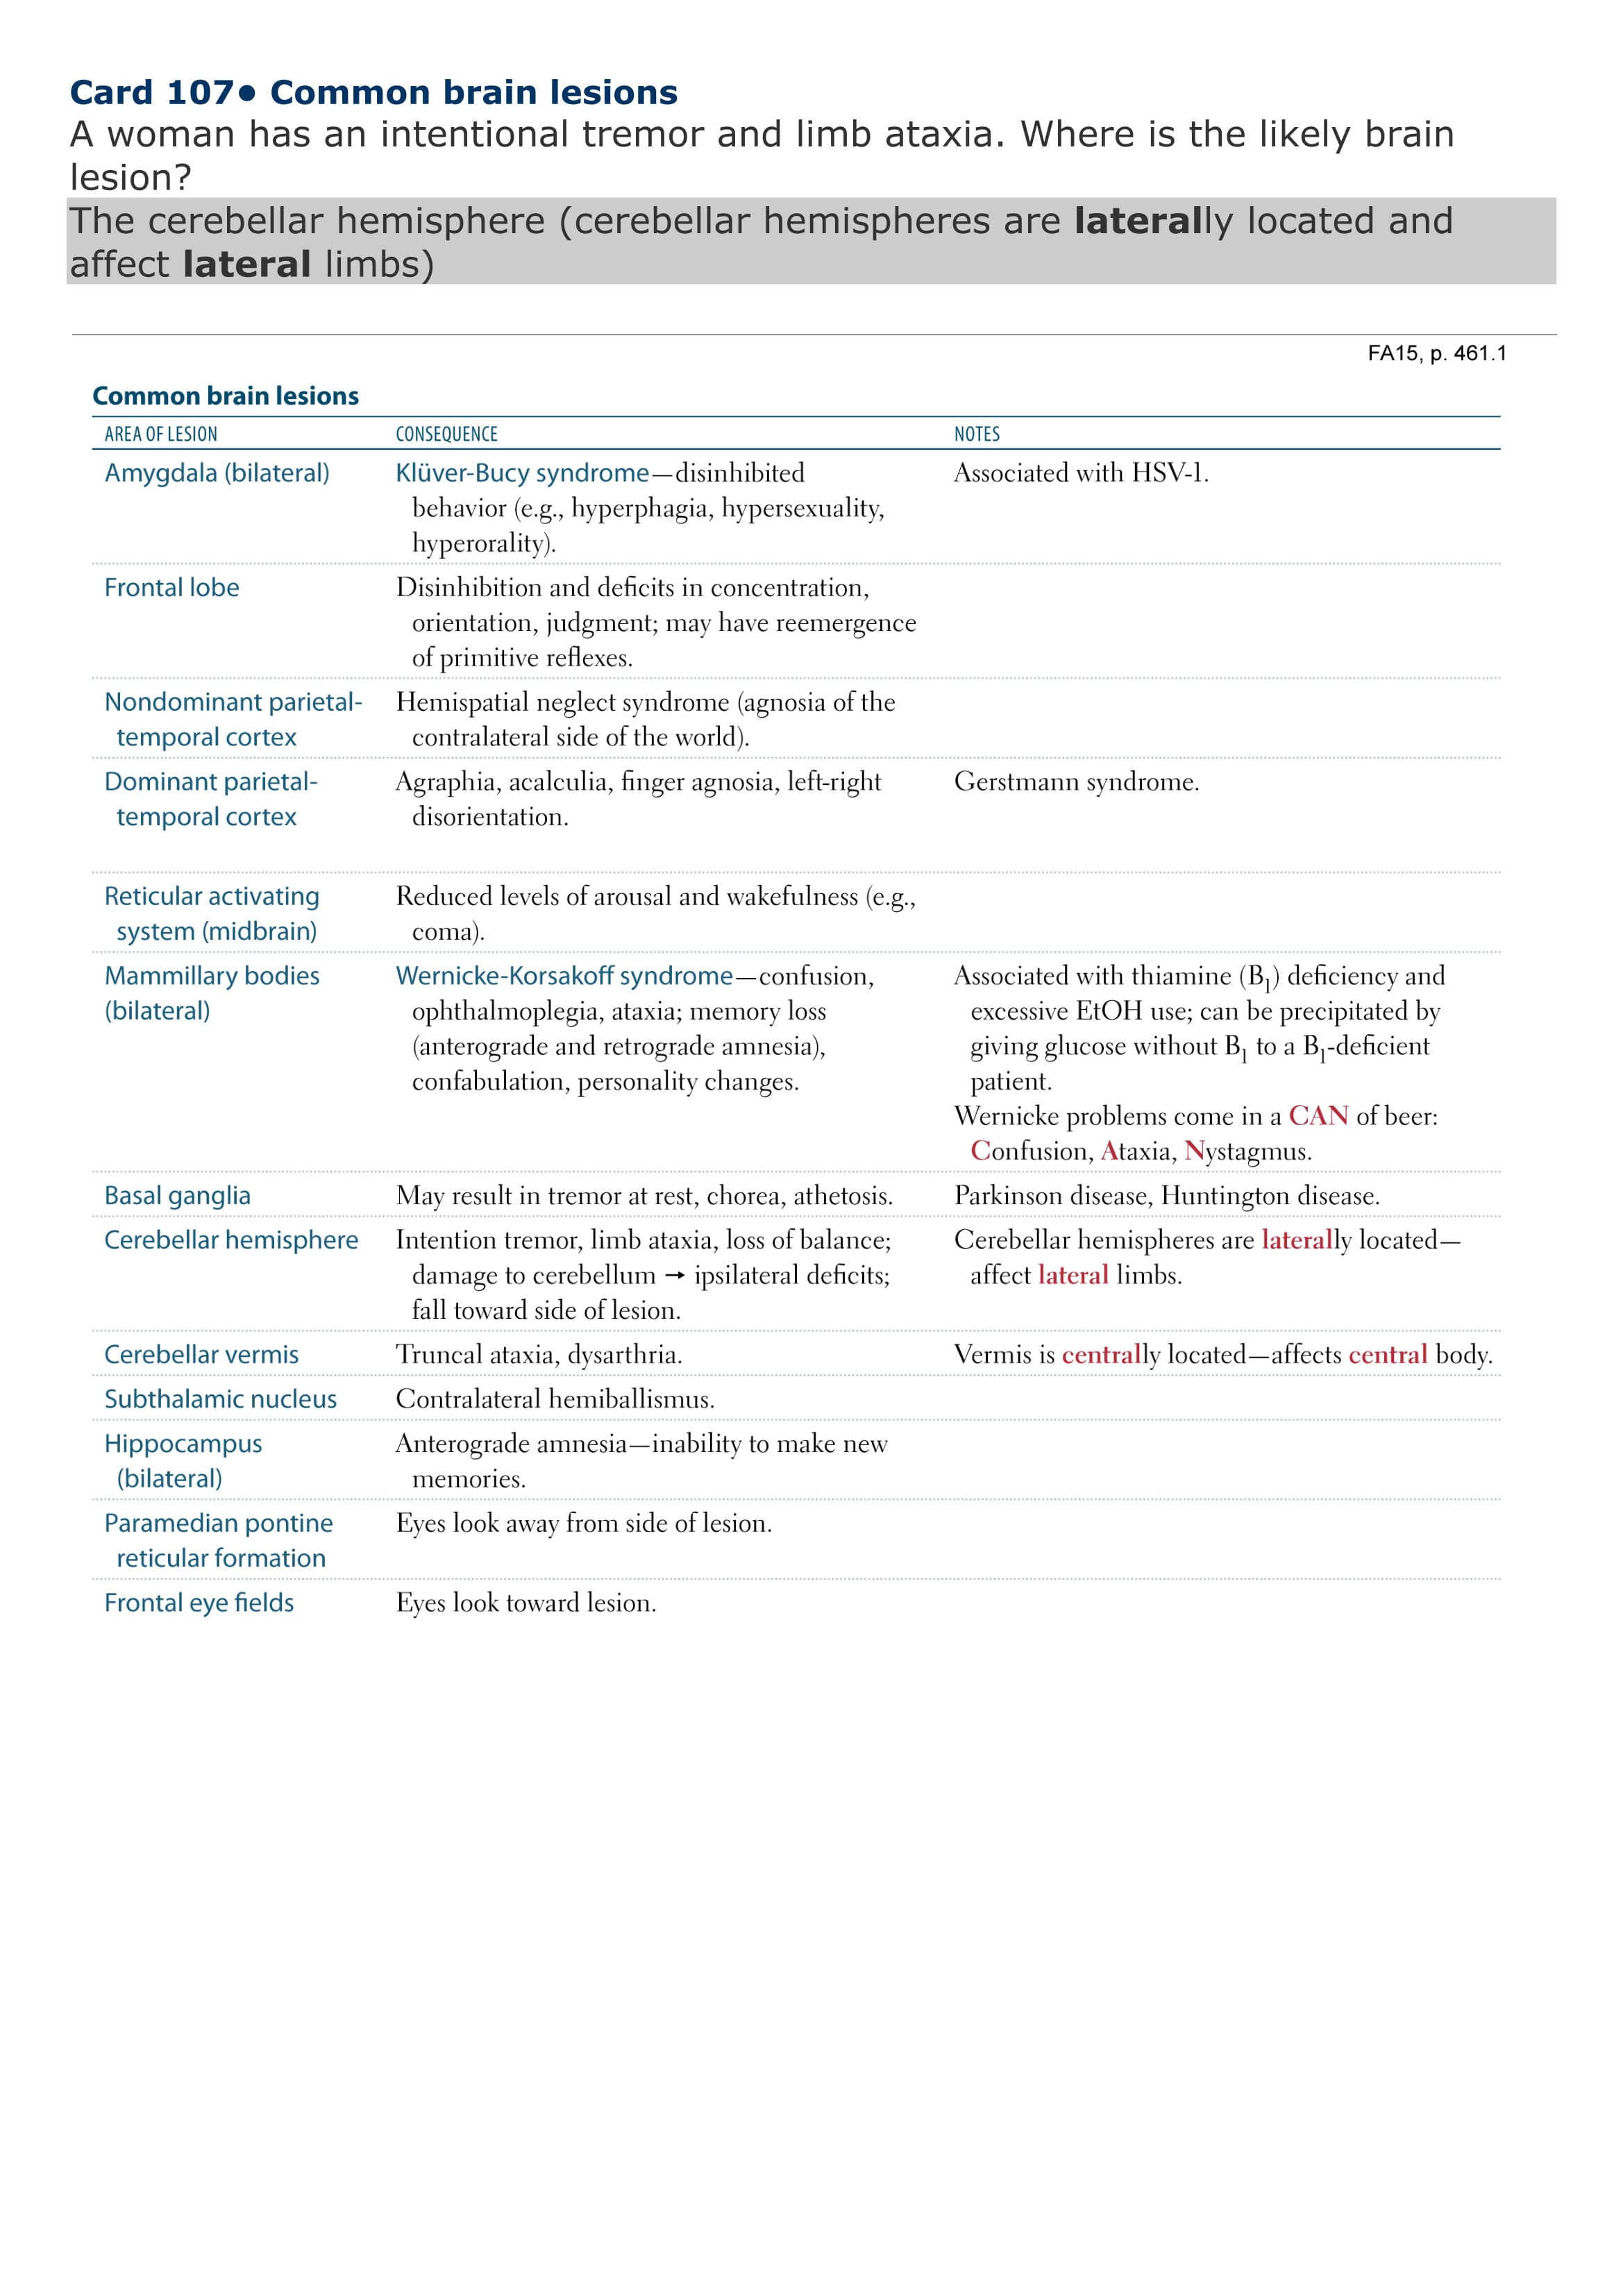 Card 107• Common brain lesions
A woman has an intentional tremor and limb ataxia. Where is the likely brain
lesion?
The cerebellar hemisphere (cerebellar hemispheres are laterally located and
affect lateral limbs)
FA15, p. 461.1
Common brain lesions
AREA OF LESION CONSEQUENCE NOTES
Amygdala (bilateral) Klüver-Bucy syndrome—disinhibited Associated with HSV-1.
behavior (e.g., hyperphagia, hypersexuality,
hyperorality).
Frontal lobe Disinhibition and deficits in concentration,
orientation, judgment; may have reemergence
of primitive reflexes.
Nondominant parietal- Hemispatial neglect syndrome (agnosia of the
temporal cortex contralateral side of the world).
Dominant parietal- Agraphia, acalculia, finger agnosia, left-right Gerstmann syndrome.
temporal cortex disorientation.
Reticular activating Reduced levels of arousal and wakefulness (e.g.,
system (midbrain) coma).
Mammillary bodies Wernicke-Korsakoff syndrome—confusion, Associated with thiamine (B1) deficiency and
(bilateral) ophthalmoplegia, ataxia; memory loss excessive EtOH use; can be precipitated by
(anterograde and retrograde amnesia), giving glucose without B1 to a B1-deficient
confabulation, personality changes. patient.
Wernicke problems come in a CAN of beer:
Confusion, Ataxia, Nystagmus.
Basal ganglia May result in tremor at rest, chorea, athetosis. Parkinson disease, Huntington disease.
Cerebellar hemisphere Intention tremor, limb ataxia, loss of balance; Cerebellar hemispheres are laterally located—
damage to cerebellum → ipsilateral deficits; affect lateral limbs.
fall toward side of lesion.
Cerebellar vermis Truncal ataxia, dysarthria. Vermis is centrally located—affects central body.
Subthalamic nucleus Contralateral hemiballismus.
Hippocampus Anterograde amnesia—inability to make new
(bilateral) memories.
Paramedian pontine Eyes look away from side of lesion.
reticular formation
Frontal eye fields Eyes look toward lesion.